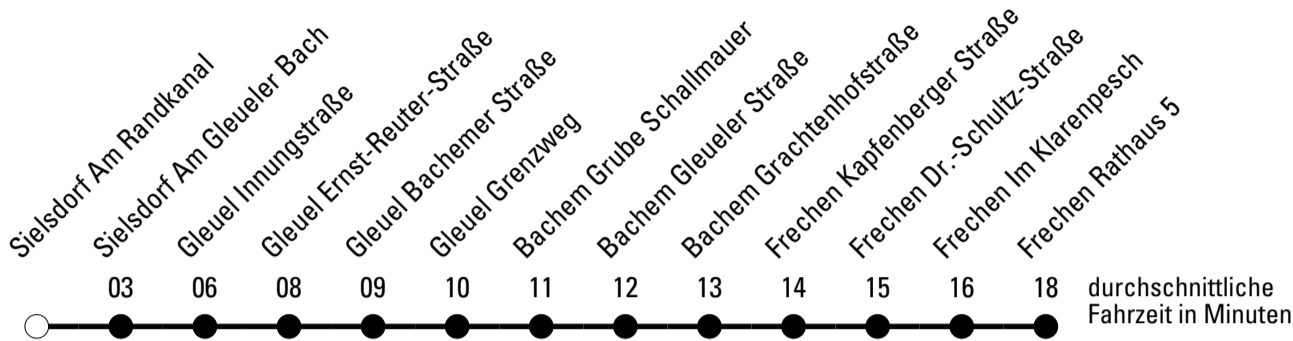 Sielsdorf Am Randkanal
Sielsdorf Am Gleueler Bach
Gleuel Innungstraße
Gleuel Ernst-Reuter-Straße
Gleuel Bachemer Straße
Gleuel Grenzweg
Bachem Grube Schallmauer
Bachem Gleueler Straße
Bachem Grachtenhofstraße
Frechen Kapfenberger Straße
Frechen Dr.-Schultz-Straße
Frechen Im Klarenpesch
Frechen Rathaus 5
03 06 08 09 10 11 12 13 14 15 16 18 durchschnittliche
Fahrzeit in Minuten